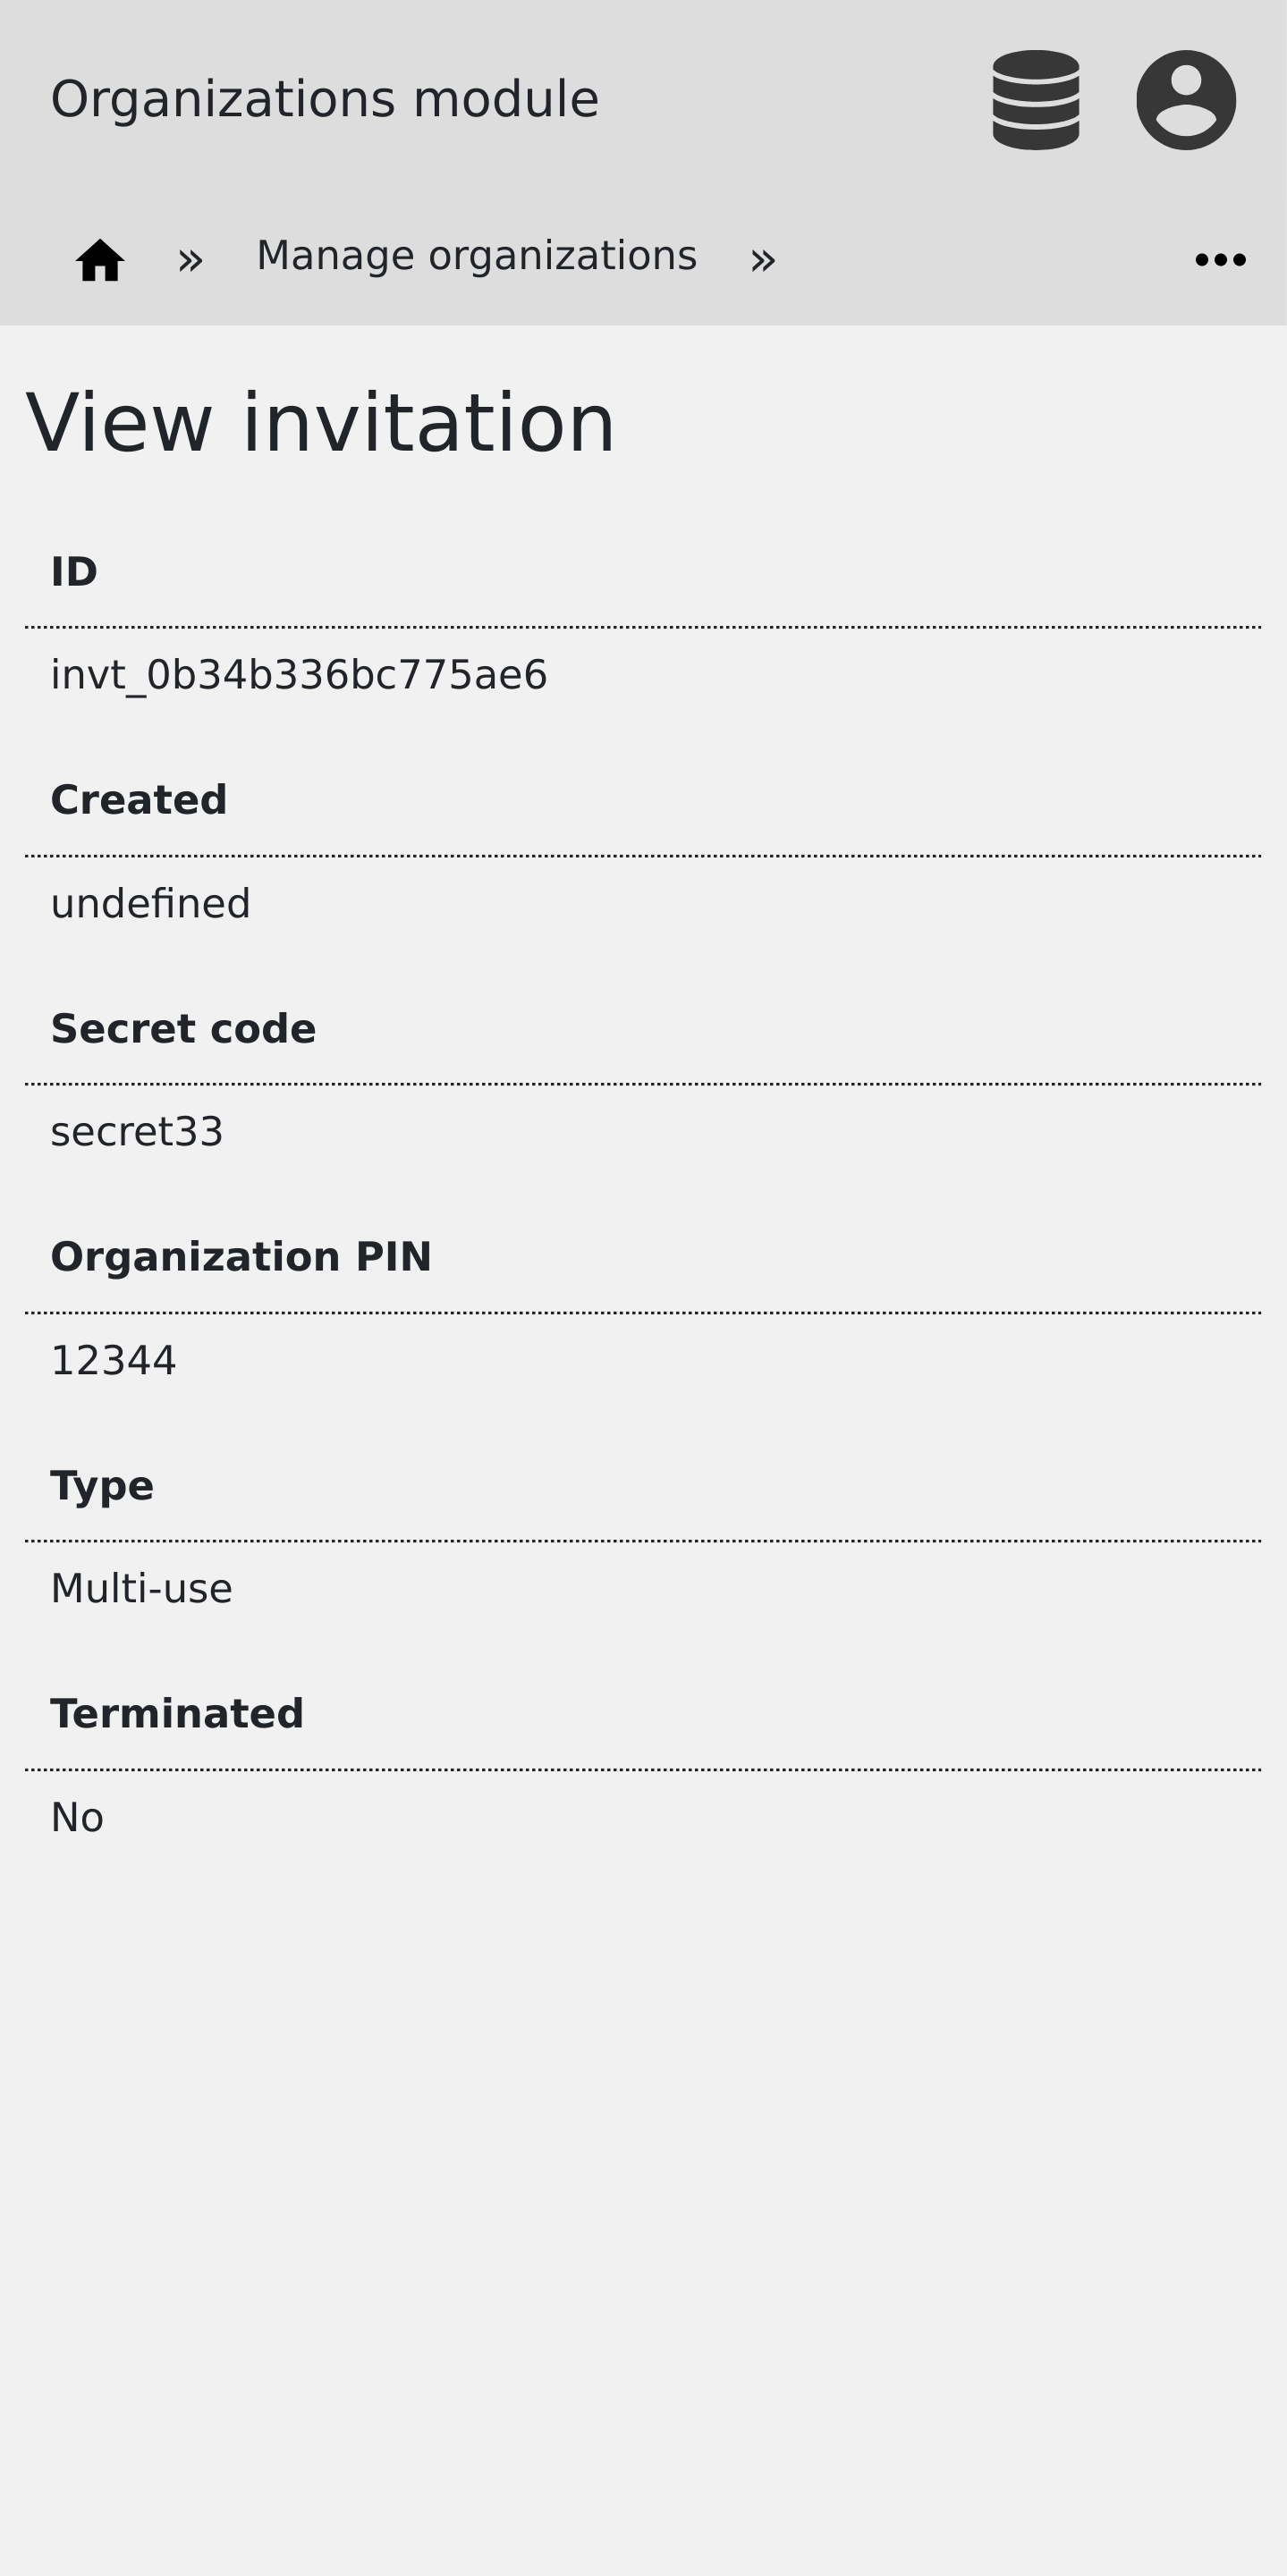 Organizations module
» Manage organizations »
View invitation
ID
invt_0b34b336bc775ae6
Created
undefined
Secret code
secret33
Organization PIN
12344
Type
Multi-use
Terminated
No